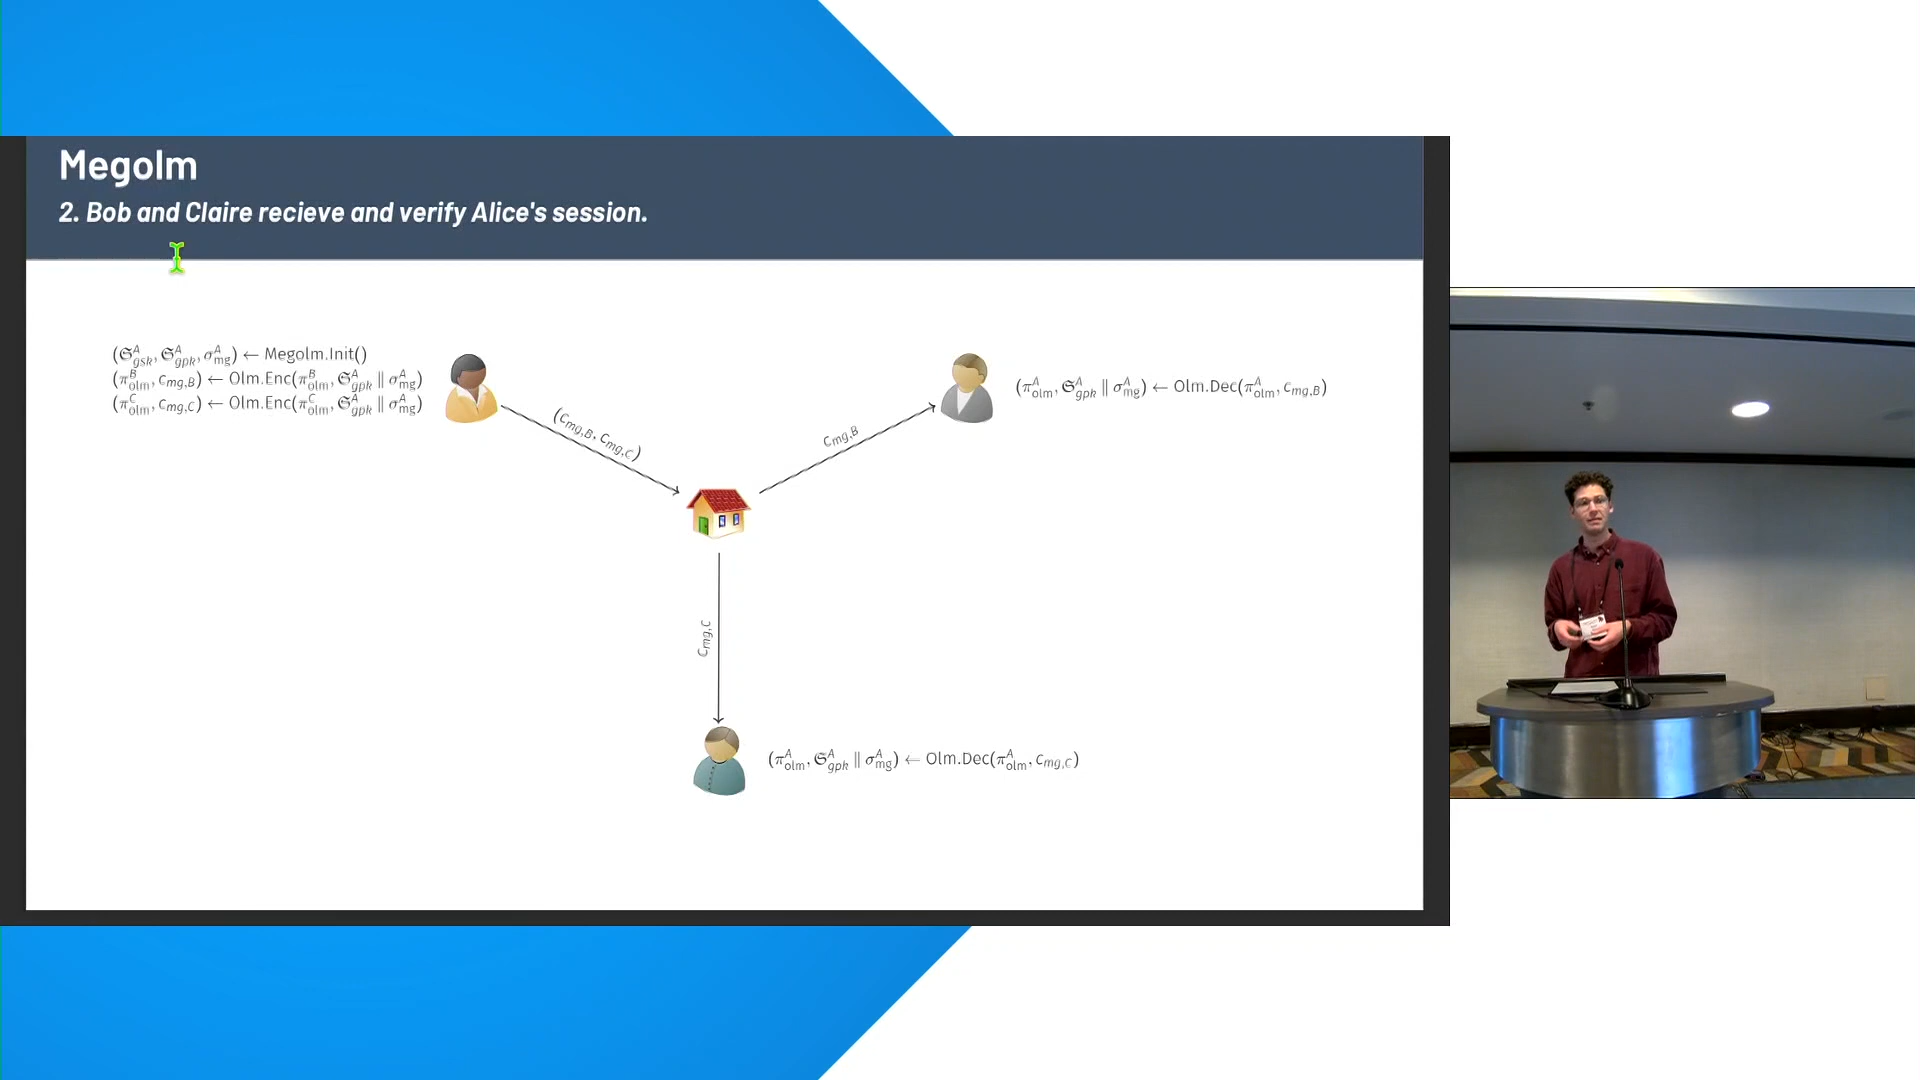 Megolm
2. Bob and Claire recieve and verify Alice's session.
(𝔖^A_gsk, 𝔖^A_gpk, σ^A_mg) ← Megolm.Init()
(π^B_olm, c_mg,B) ← Olm.Enc(π^B_olm, 𝔖^A_gpk ∥ σ^A_mg)
(π^C_olm, c_mg,C) ← Olm.Enc(π^C_olm, 𝔖^A_gpk ∥ σ^A_mg)
(π^A_olm, 𝔖^A_gpk ∥ σ^A_mg) ← Olm.Dec(π^A_olm, c_mg,B)
(c_mg,B, c_mg,C)
c_mg,B
c_mg,C
(π^A_olm, 𝔖^A_gpk ∥ σ^A_mg) ← Olm.Dec(π^A_olm, c_mg,C)